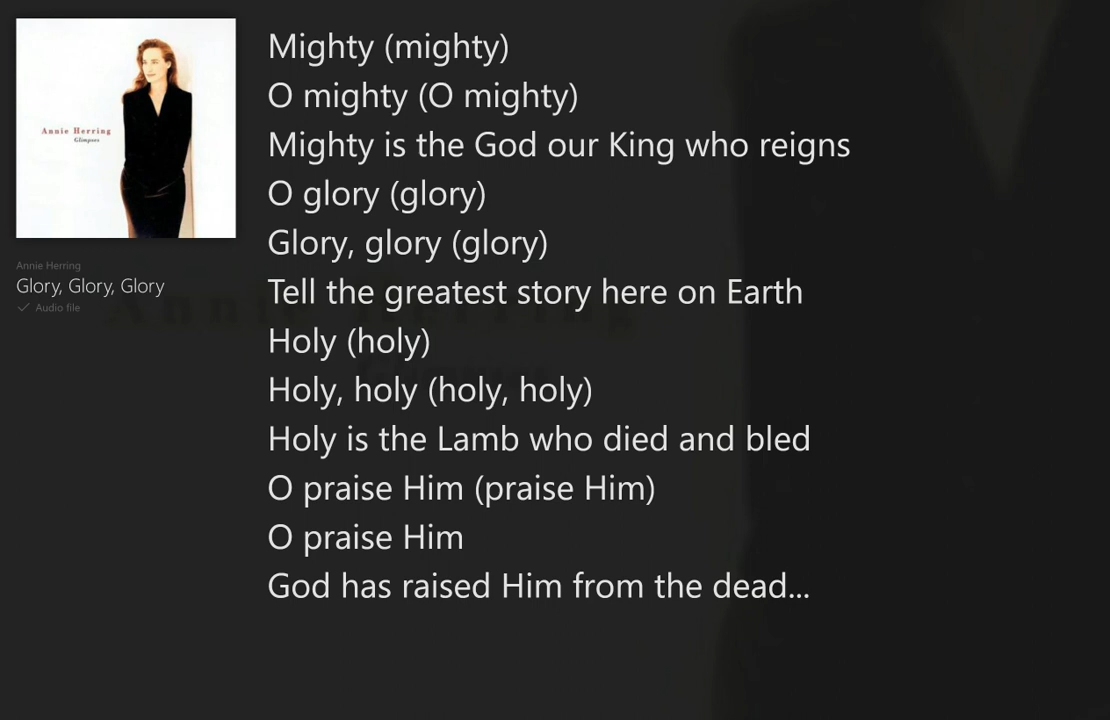 Annie Herring
Glimpses
Annie Herring
Glory, Glory, Glory
Audio file
Mighty (mighty)
O mighty (O mighty)
Mighty is the God our King who reigns
O glory (glory)
Glory, glory (glory)
Tell the greatest story here on Earth
Holy (holy)
Holy, holy (holy, holy)
Holy is the Lamb who died and bled
O praise Him (praise Him)
O praise Him
God has raised Him from the dead...